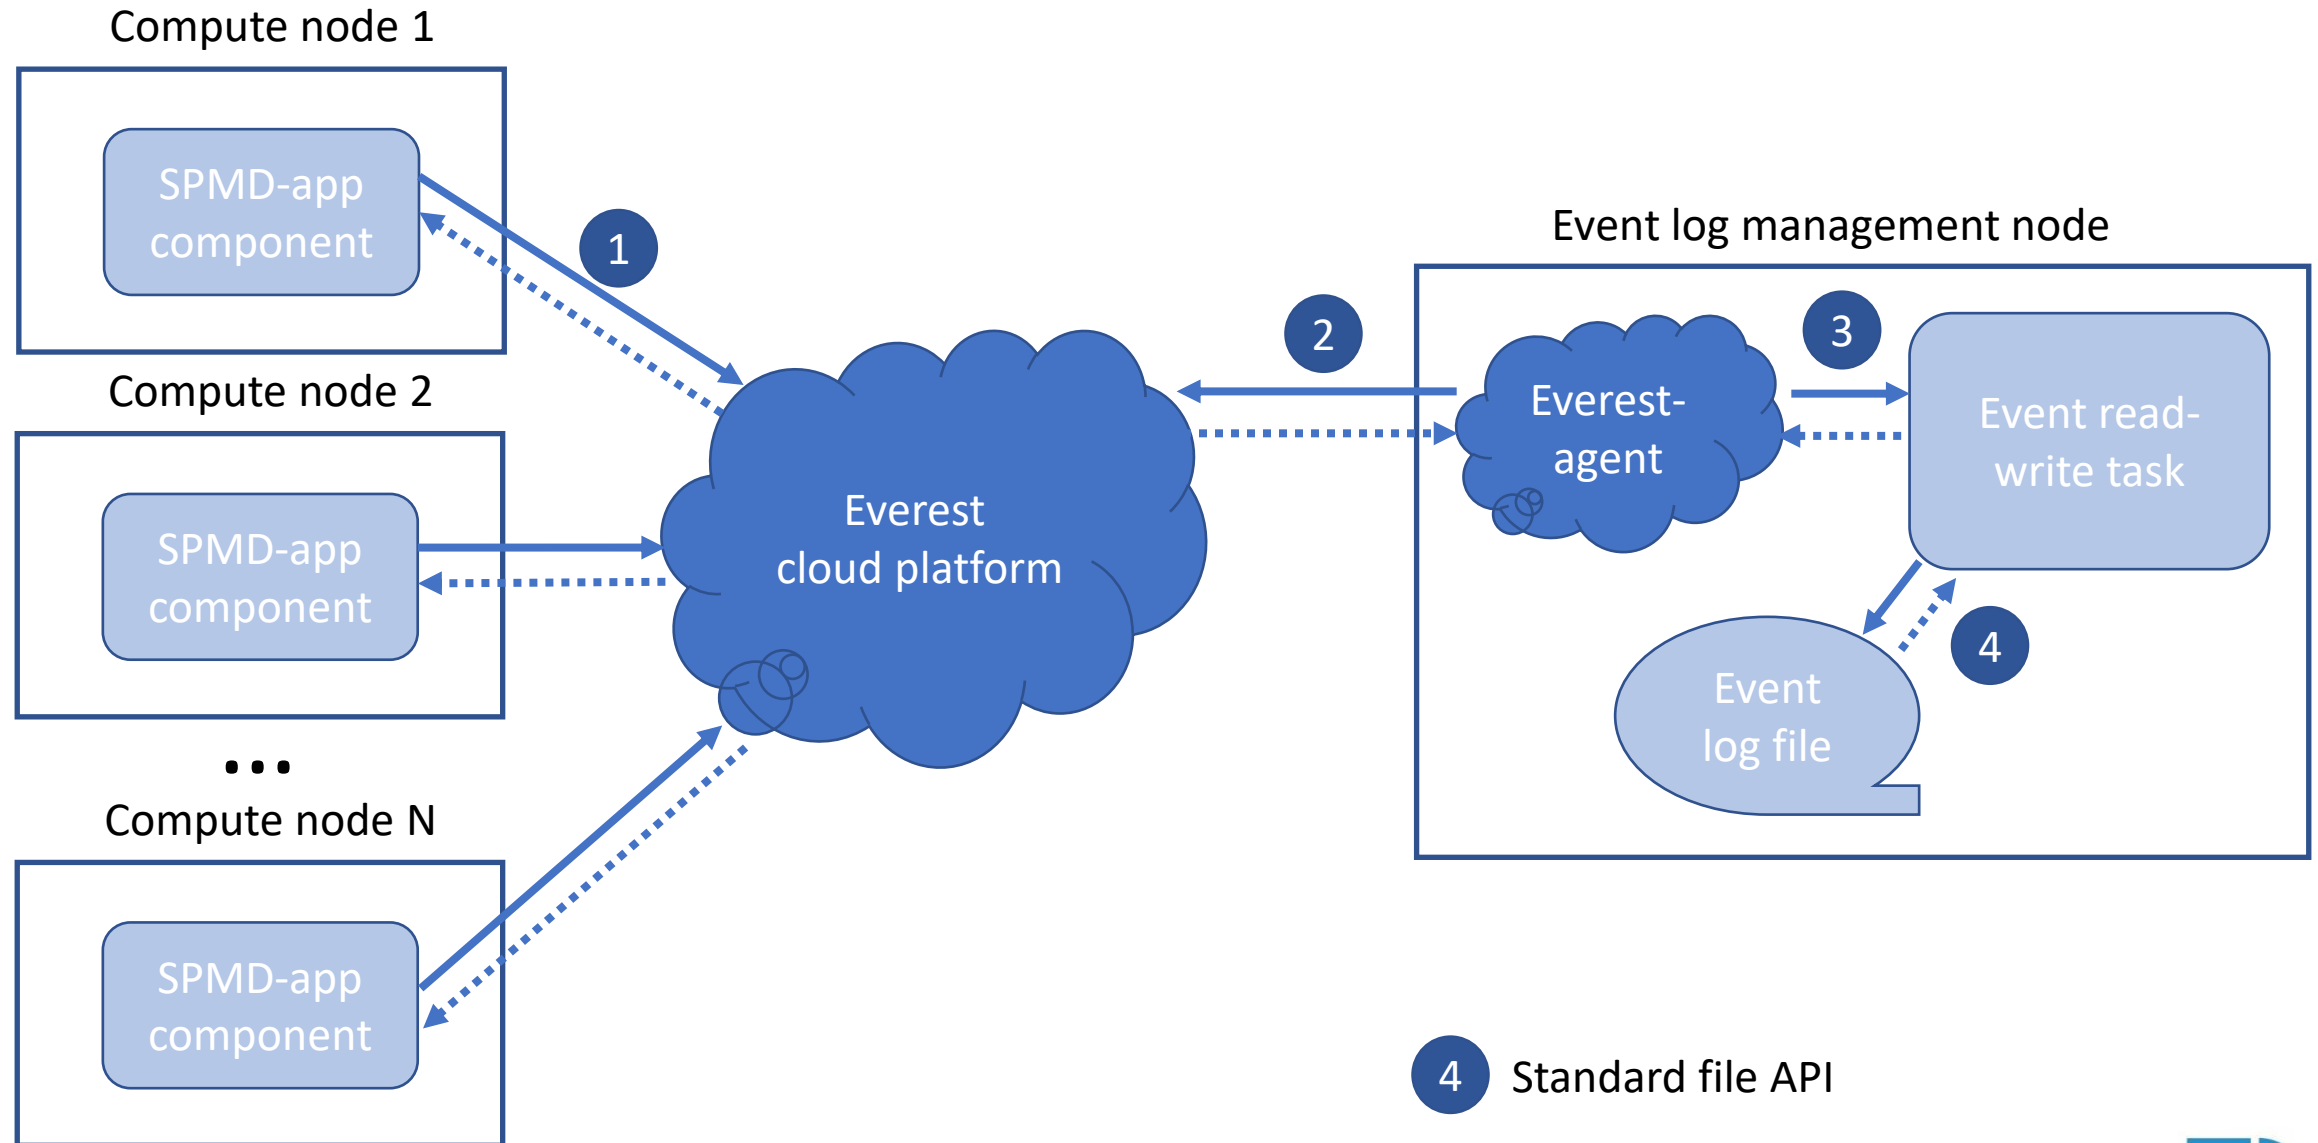 Compute node 1
SPMD-app
component
1
Compute node 2
SPMD-app
component
...
Compute node N
SPMD-app
component
Everest
cloud platform
2
Event log management node
Everest-
agent
3
Event read-
write task
4
Event
log file
4 Standard file API